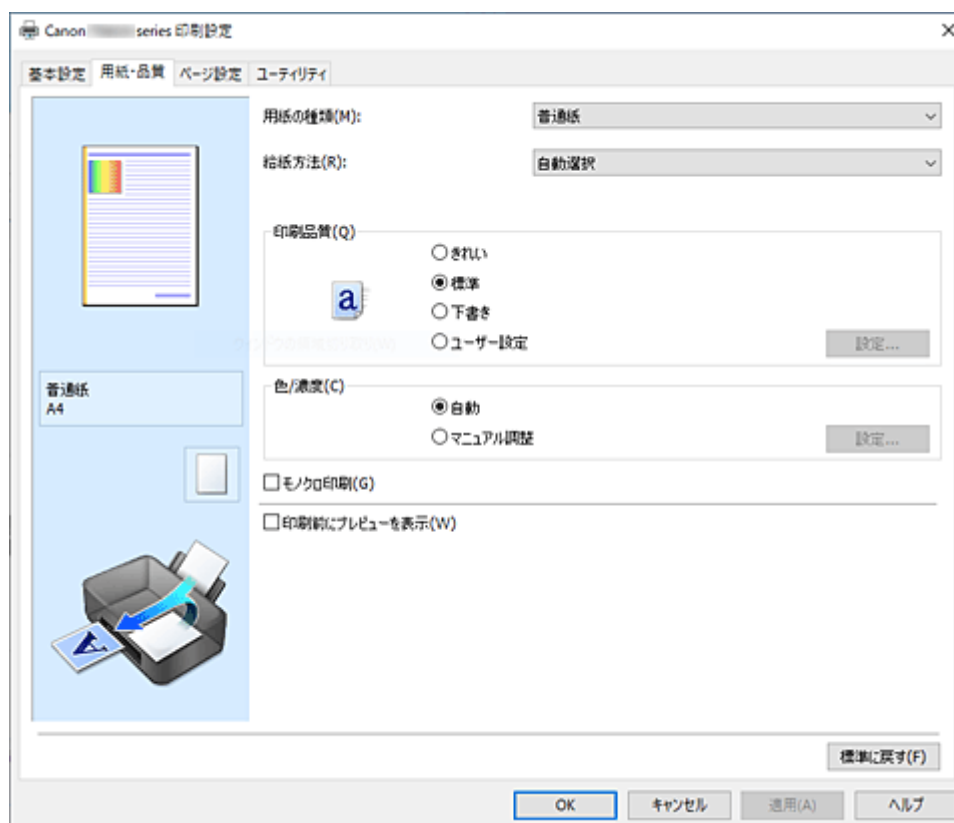 Canon series 印刷設定
基本設定 用紙・品質 ページ設定 ユーティリティ
用紙の種類(M): 普通紙
給紙方法(R): 自動選択
印刷品質(Q)
きれい
a 標準
下書き
ユーザー設定 設定...
普通紙
A4
色/濃度(C)
自動
マニュアル調整 設定...
モノクロ印刷(G)
印刷前にプレビューを表示(W)
A
標準に戻す(F)
OK キャンセル 適用(A) ヘルプ